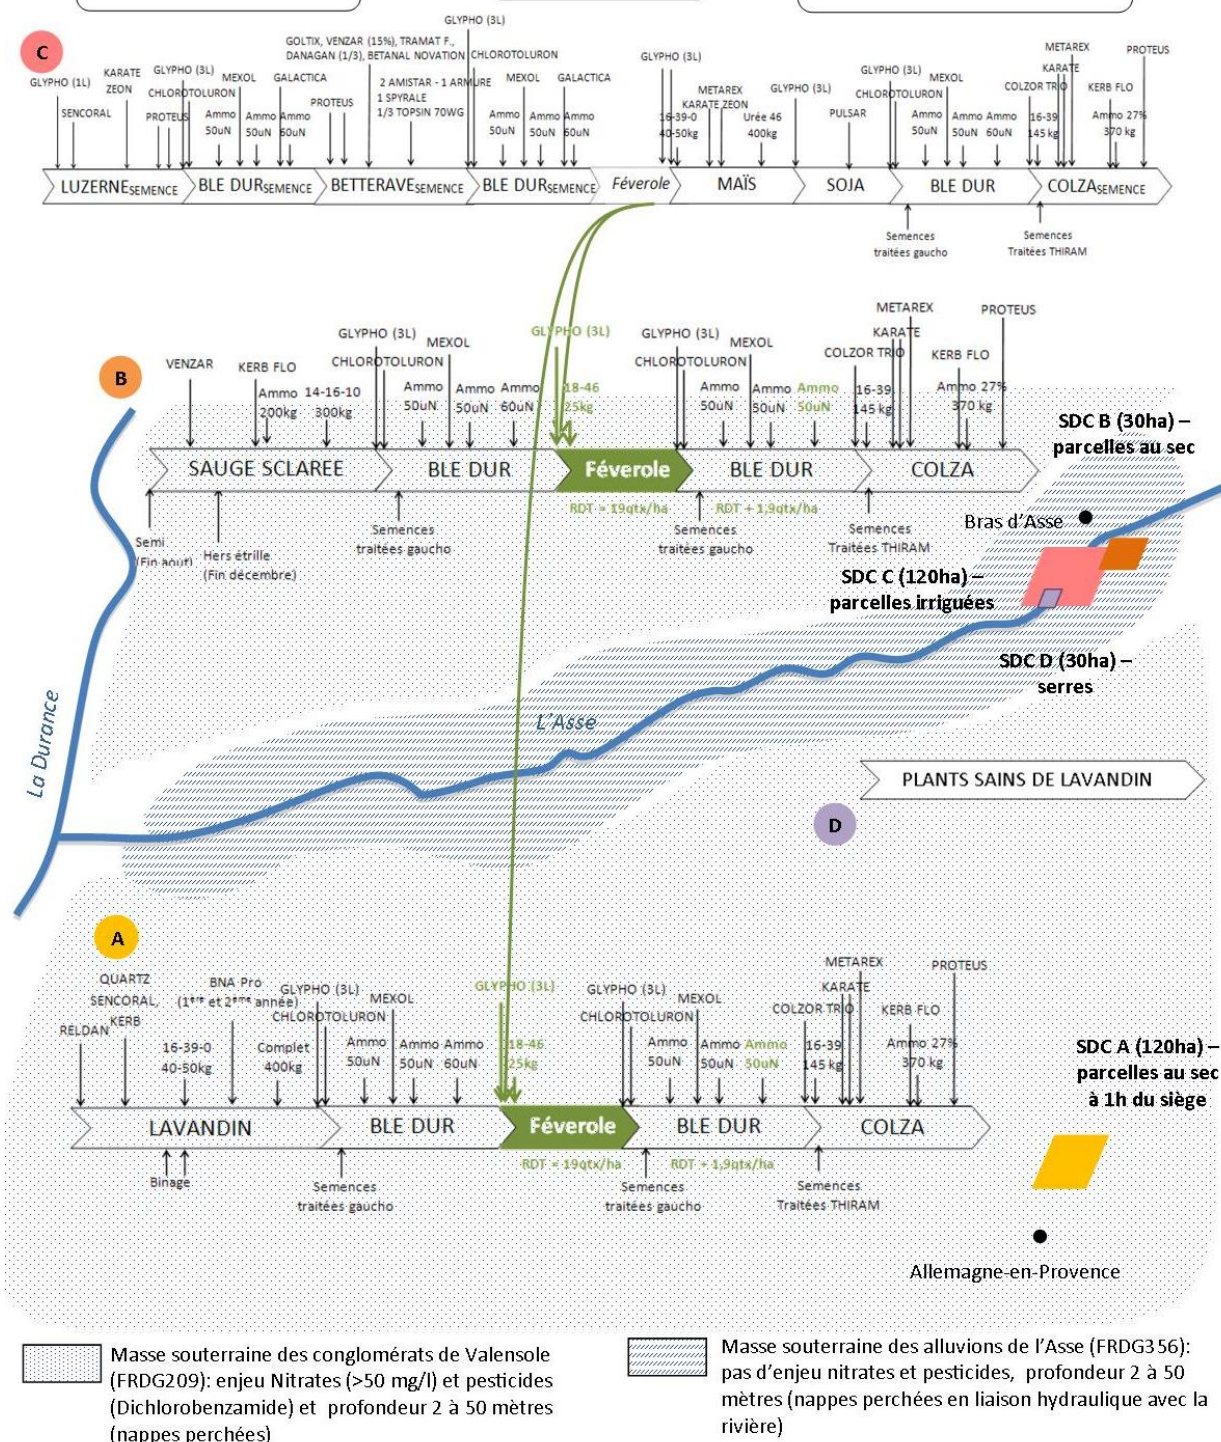 C
GLYPHO (3L)
GOLTIX, VENZAR (15%), TRAMAT F.,
DANAGAN (1/3), BETANAL NOVATION
CHLOROTOLURON
GLYPHO (1L)
KARATE
ZEON
GLYPHO (3L)
MEXOL
GALACTICA
CHLOROTOLURON
SENCORAL
PROTEUS
Ammo
50uN
Ammo
50uN
Ammo
60uN
PROTEUS
2 AMISTAR - 1 ARMURE
1 SPYRALE
1/3 TOPSIN 70WG
MEXOL
GALACTICA
Ammo
50uN
Ammo
50uN
Ammo
60uN
GLYPHO (3L)
METAREX
KARATE ZEON
16-39-0
40-50kg
Urée 46
400kg
GLYPHO (3L)
PULSAR
GLYPHO (3L)
MEXOL
CHLOROTOLURON
Ammo
50uN
Ammo
50uN
Ammo
60uN
METAREX
KARATE
COLZOR TRIO
16-39
145 kg
KERB FLO
Ammo 27%
370 kg
PROTEUS
LUZERNE SEMENCE
BLE DUR SEMENCE
BETTERAVE SEMENCE
BLE DUR SEMENCE
Féverole
MAÏS
SOJA
BLE DUR
COLZA SEMENCE
Semences
traitées gaucho
Semences
Traitées THIRAM
B
VENZAR
KERB FLO
Ammo
200kg
14-16-10
300kg
GLYPHO (3L)
MEXOL
CHLOROTOLURON
Ammo
50uN
Ammo
50uN
Ammo
60uN
GLYPHO (3L)
18-46
25kg
GLYPHO (3L)
MEXOL
CHLOROTOLURON
Ammo
50uN
Ammo
50uN
Ammo
50uN
METAREX
KARATE
COLZOR TRIO
16-39
145 kg
KERB FLO
Ammo 27%
370 kg
PROTEUS
SAUGE SCLAREE
BLE DUR
Féverole
BLE DUR
COLZA
RDT = 19qtx/ha
RDT + 1,9qtx/ha
Semi
(Fin aout)
Hers étrille
(Fin décembre)
Semences
traitées gaucho
Semences
traitées gaucho
Semences
Traitées THIRAM
SDC B (30ha) –
parcelles au sec
Bras d’Asse
SDC C (120ha) –
parcelles irriguées
SDC D (30ha) –
serres
La Durance
L’Asse
PLANTS SAINS DE LAVANDIN
D
A
QUARTZ
SENCORAL,
KERB
RELDAN
BNA Pro
(1ère et 2ème année)
16-39-0
40-50kg
Complet
400kg
GLYPHO (3L)
MEXOL
CHLOROTOLURON
Ammo
50uN
Ammo
50uN
Ammo
60uN
GLYPHO (3L)
18-46
25kg
GLYPHO (3L)
MEXOL
CHLOROTOLURON
Ammo
50uN
Ammo
50uN
Ammo
50uN
METAREX
KARATE
COLZOR TRIO
16-39
145 kg
KERB FLO
Ammo 27%
370 kg
PROTEUS
LAVANDIN
BLE DUR
Féverole
BLE DUR
COLZA
RDT = 19qtx/ha
RDT + 1,9qtx/ha
Binage
Semences
traitées gaucho
Semences
traitées gaucho
Semences
Traitées THIRAM
SDC A (120ha) –
parcelles au sec
à 1h du siège
Allemagne-en-Provence
Masse souterraine des conglomérats de Valensole
(FRDG209): enjeu Nitrates (>50 mg/l) et pesticides
(Dichlorobenzamide) et profondeur 2 à 50 mètres
(nappes perchées)
Masse souterraine des alluvions de l’Asse (FRDG356):
pas d’enjeu nitrates et pesticides, profondeur 2 à 50
mètres (nappes perchées en liaison hydraulique avec la
rivière)